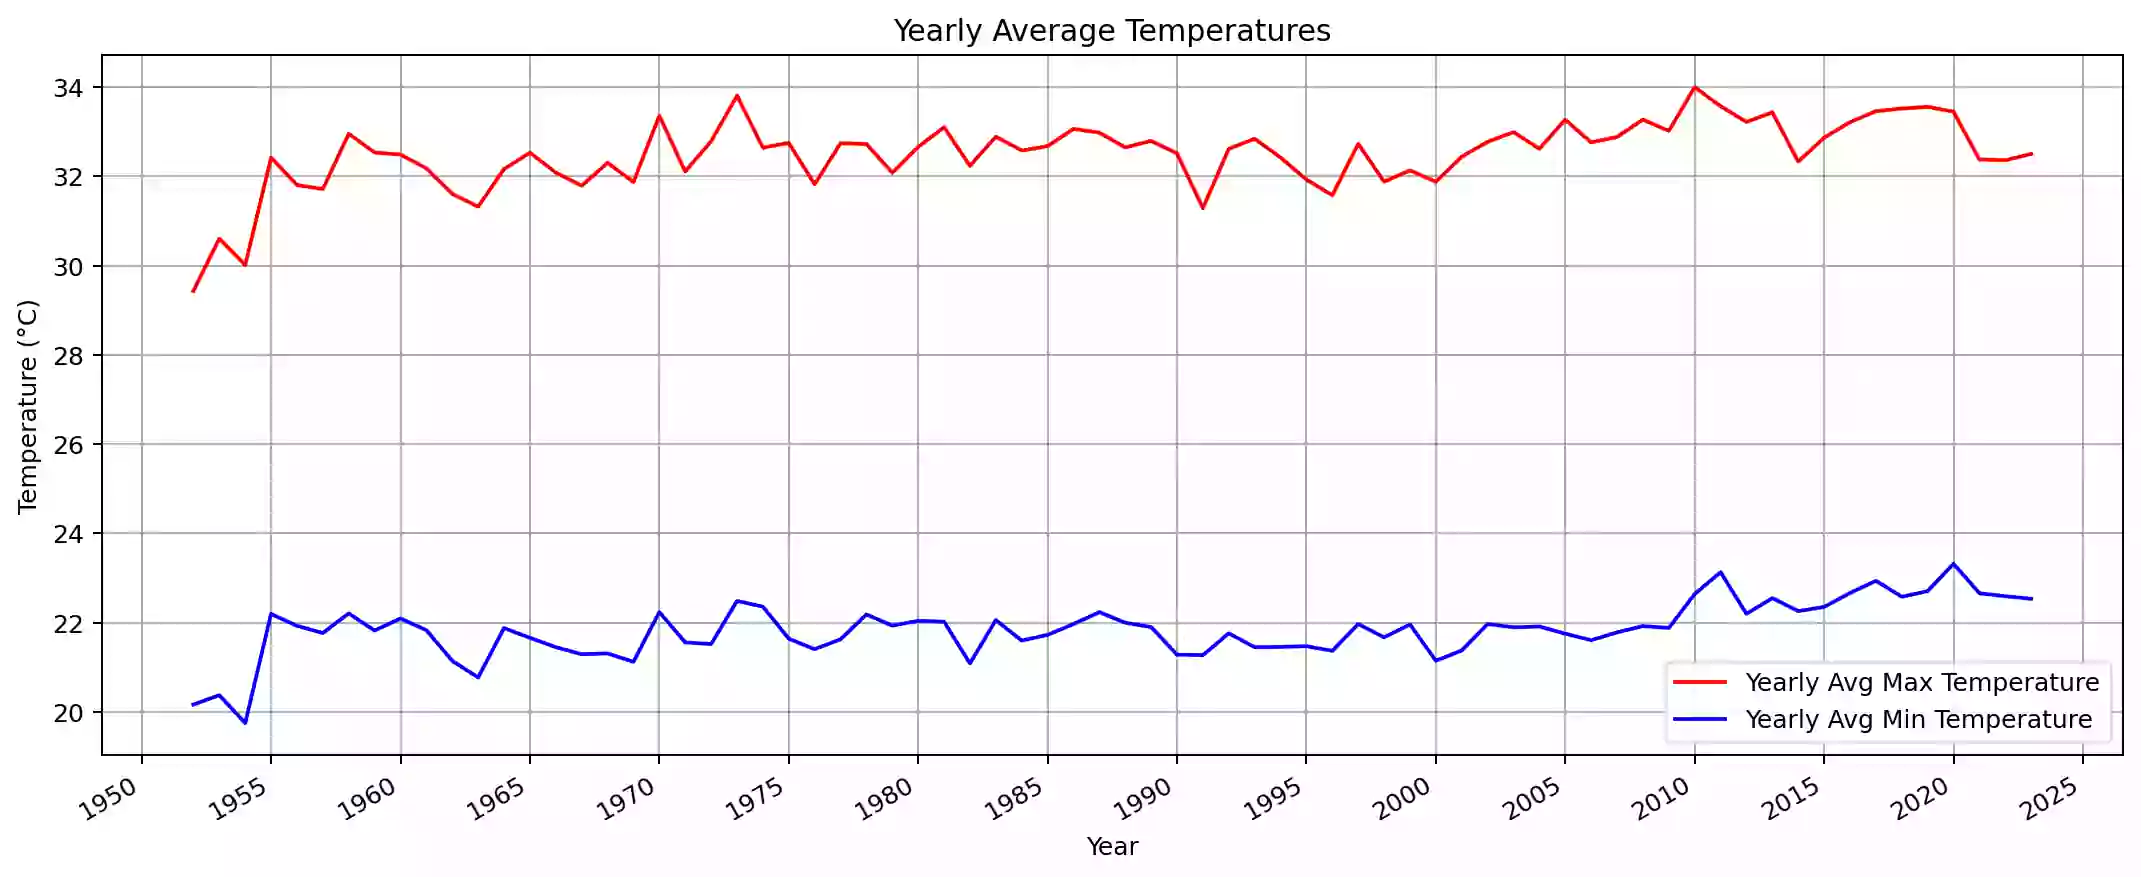 Yearly Average Temperatures
Temperature (°C)
34
32
30
28
26
24
22
20
Yearly Avg Max Temperature
Yearly Avg Min Temperature
1950 1955 1960 1965 1970 1975 1980 1985 1990 1995 2000 2005 2010 2015 2020 2025
Year